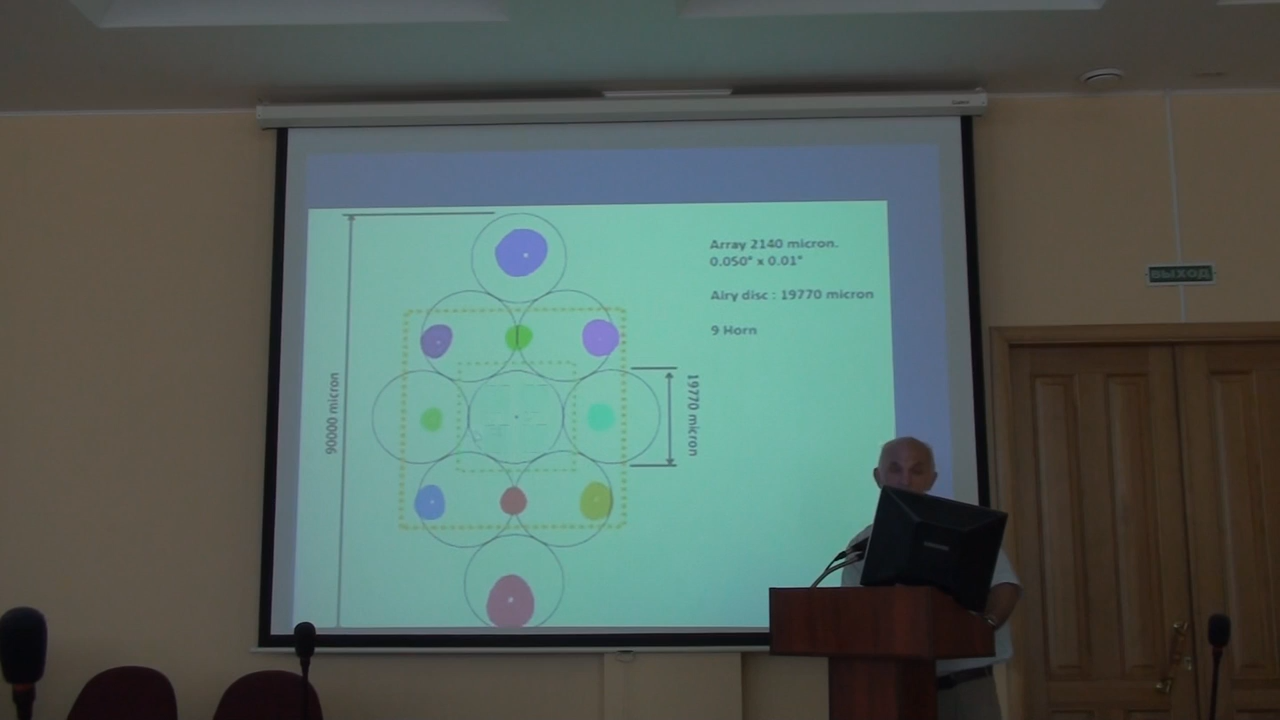 Array 2140 micron.
0.050° x 0.01°
Airy disc : 19770 micron
9 Horn
90000 micron
19770 micron
ВЫХОД